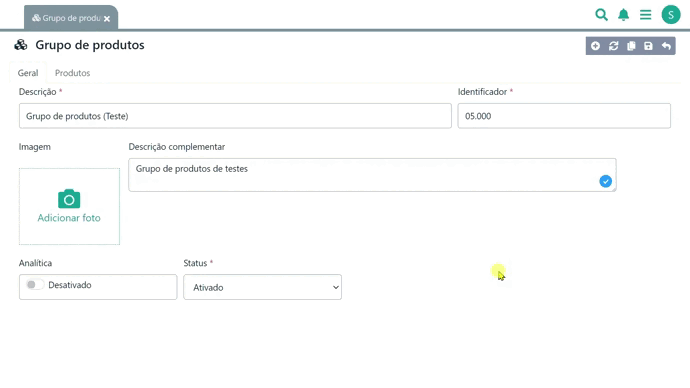 Grupo de produ
S
Grupo de produtos
Geral Produtos
Descrição * Identificador *
Grupo de produtos (Teste) 05.000
Imagem Descrição complementar
Grupo de produtos de testes
Adicionar foto
Analítica Status *
Desativado Ativado